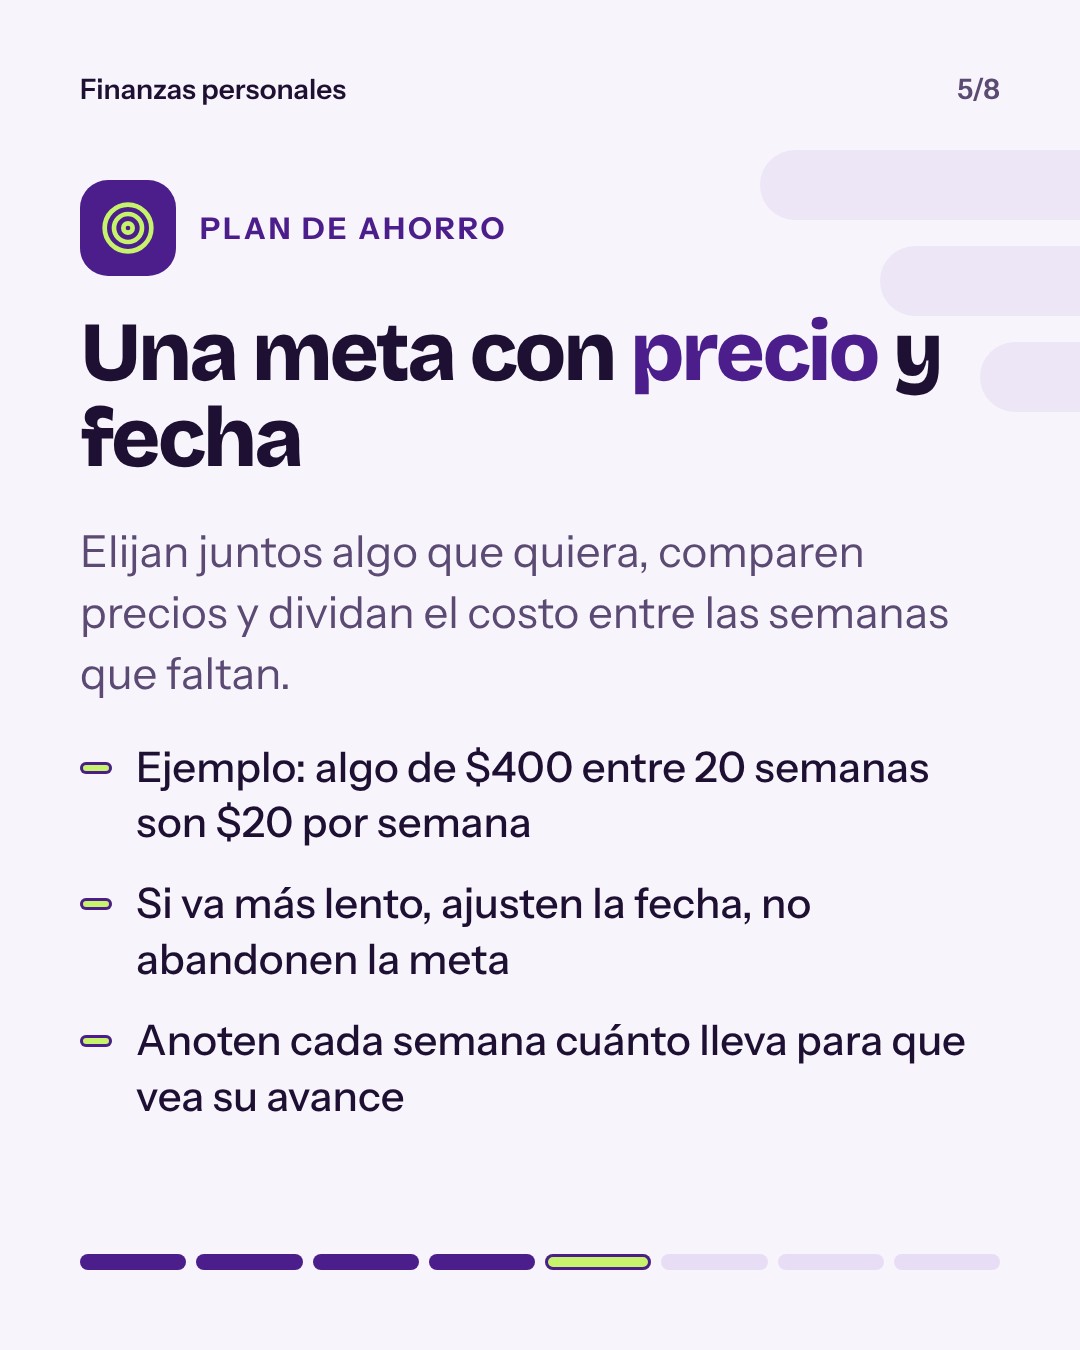 Finanzas personales
5/8
PLAN DE AHORRO
Una meta con precio y
fecha
Elijan juntos algo que quiera, comparen
precios y dividan el costo entre las semanas
que faltan.
Ejemplo: algo de $400 entre 20 semanas
son $20 por semana
Si va más lento, ajusten la fecha, no
abandonen la meta
Anoten cada semana cuánto lleva para que
vea su avance